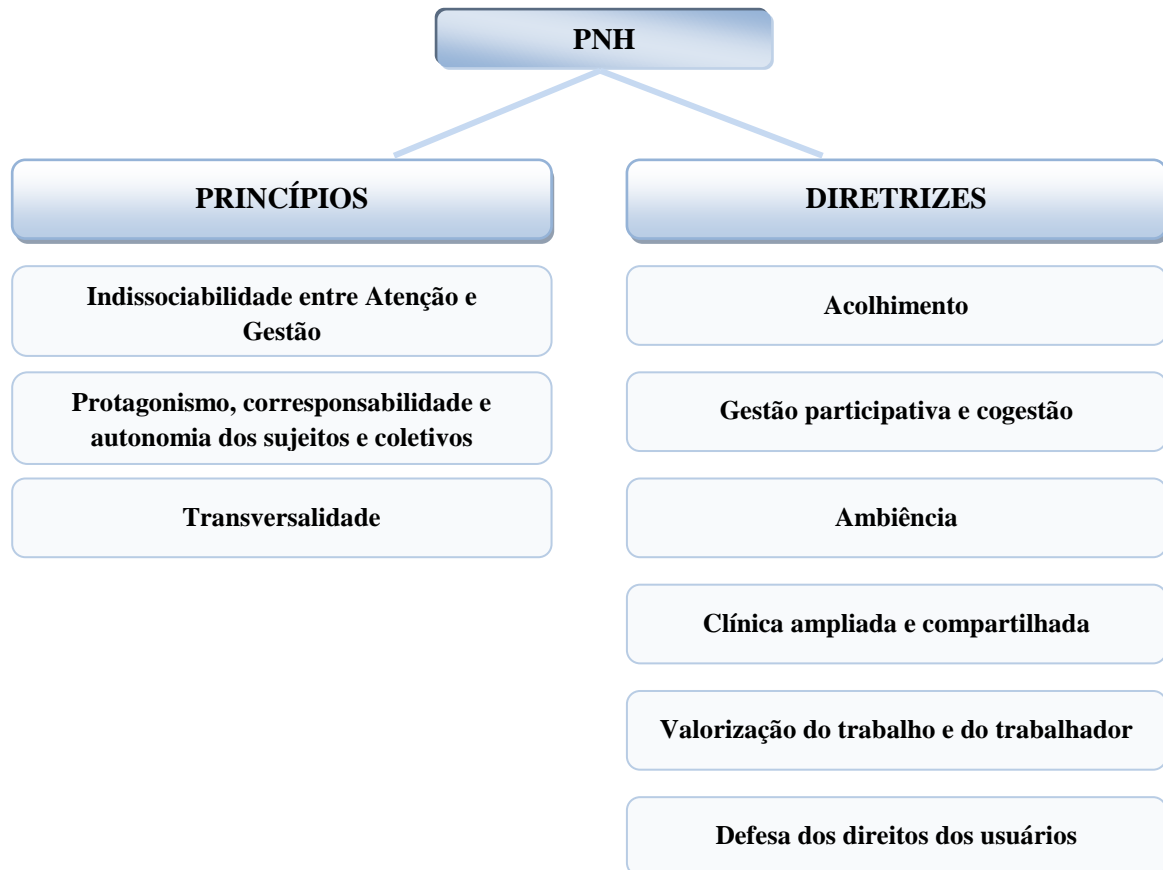 PNH
PRINCÍPIOS
Indissociabilidade entre Atenção e
Gestão
Protagonismo, corresponsabilidade e
autonomia dos sujeitos e coletivos
Transversalidade
DIRETRIZES
Acolhimento
Gestão participativa e cogestão
Ambiência
Clínica ampliada e compartilhada
Valorização do trabalho e do trabalhador
Defesa dos direitos dos usuários